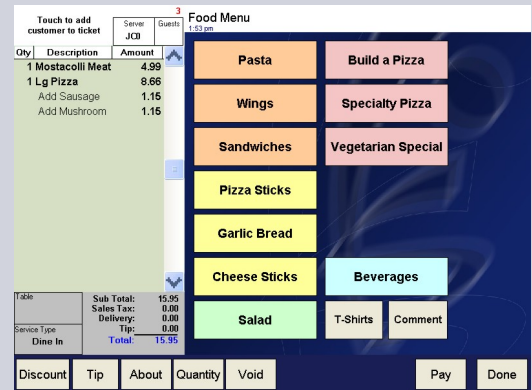 Touch to add
customer to ticket
Server
JC0
3
Guests
Food Menu
1:53 pm
Qty Description Amount
1 Mostacolli Meat 4.99
1 Lg Pizza 8.66
Add Sausage 1.15
Add Mushroom 1.15
Pasta
Build a Pizza
Wings
Specialty Pizza
Sandwiches
Vegetarian Special
Pizza Sticks
Garlic Bread
Cheese Sticks
Beverages
Salad
T-Shirts
Comment
Table
Service Type
Dine In
Sub Total: 15.95
Sales Tax: 0.00
Delivery: 0.00
Tip: 0.00
Total: 15.95
Discount
Tip
About
Quantity
Void
Pay
Done